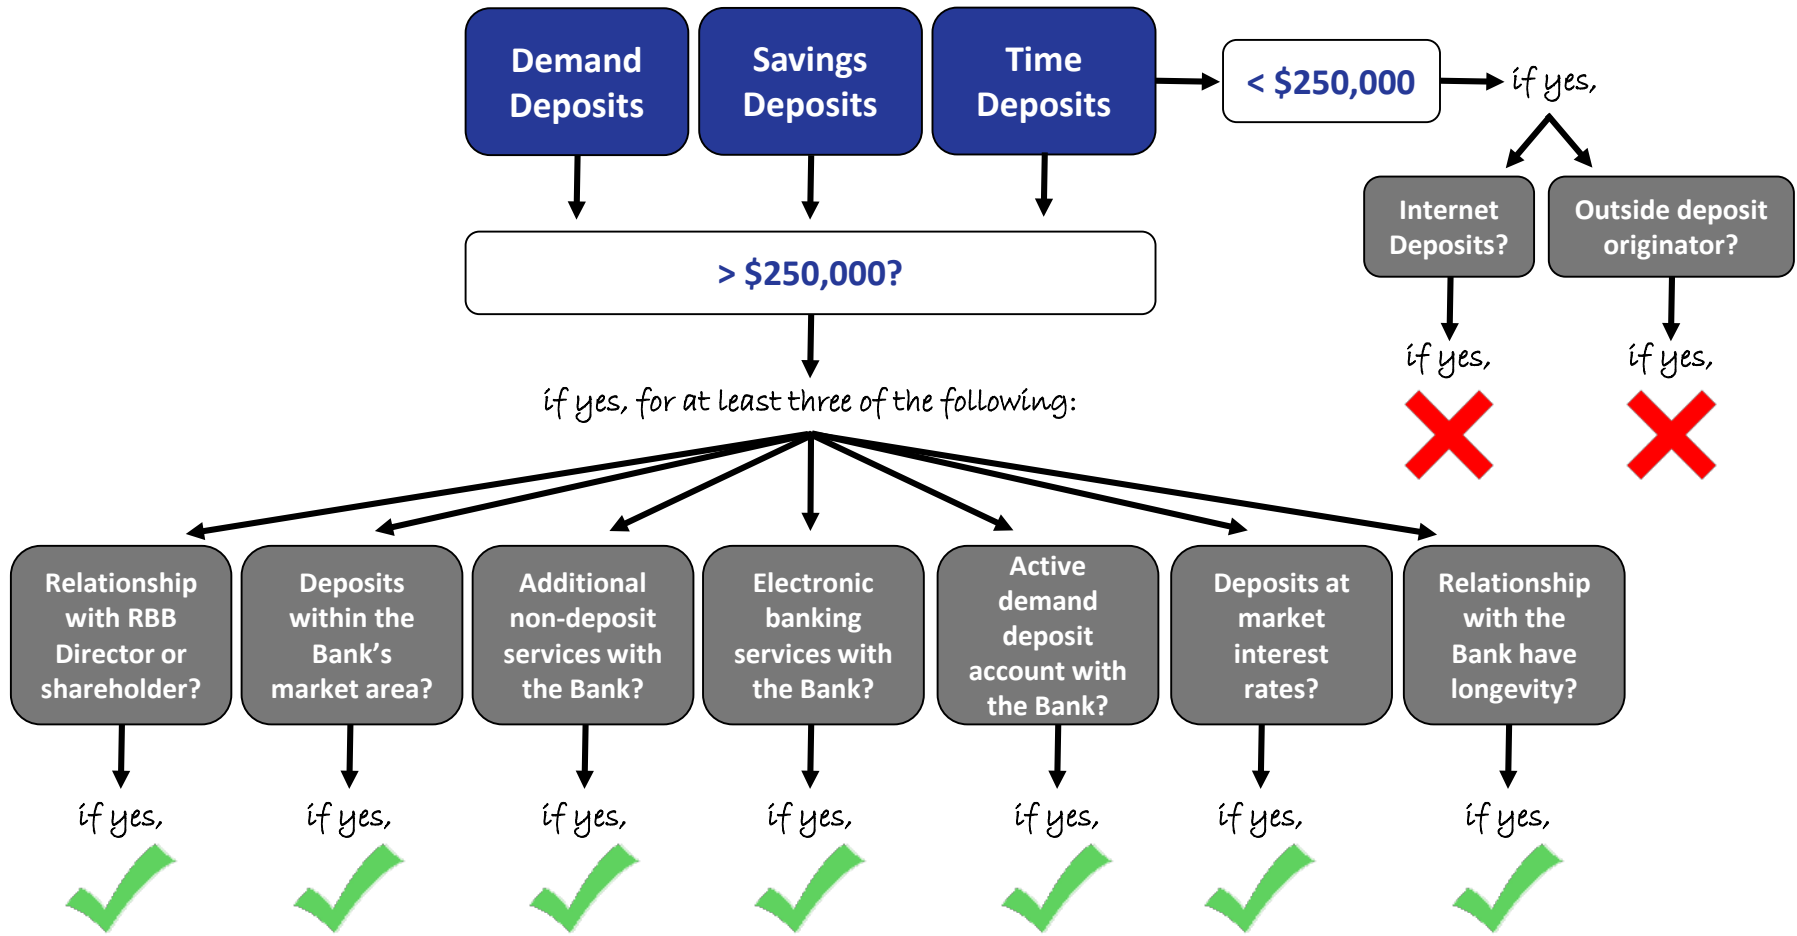 Demand
Deposits
Savings
Deposits
Time
Deposits
< $250,000
if yes,
Internet
Deposits?
Outside deposit
originator?
> $250,000?
if yes,
if yes,
if yes, for at least three of the following:
Relationship
with RBB
Director or
shareholder?
Deposits
within the
Bank's
market area?
Additional
non-deposit
services with
the Bank?
Electronic
banking
services with
the Bank?
Active
demand
deposit
account with
the Bank?
Deposits at
market
interest
rates?
Relationship
with the
Bank have
longevity?
if yes,
if yes,
if yes,
if yes,
if yes,
if yes,
if yes,